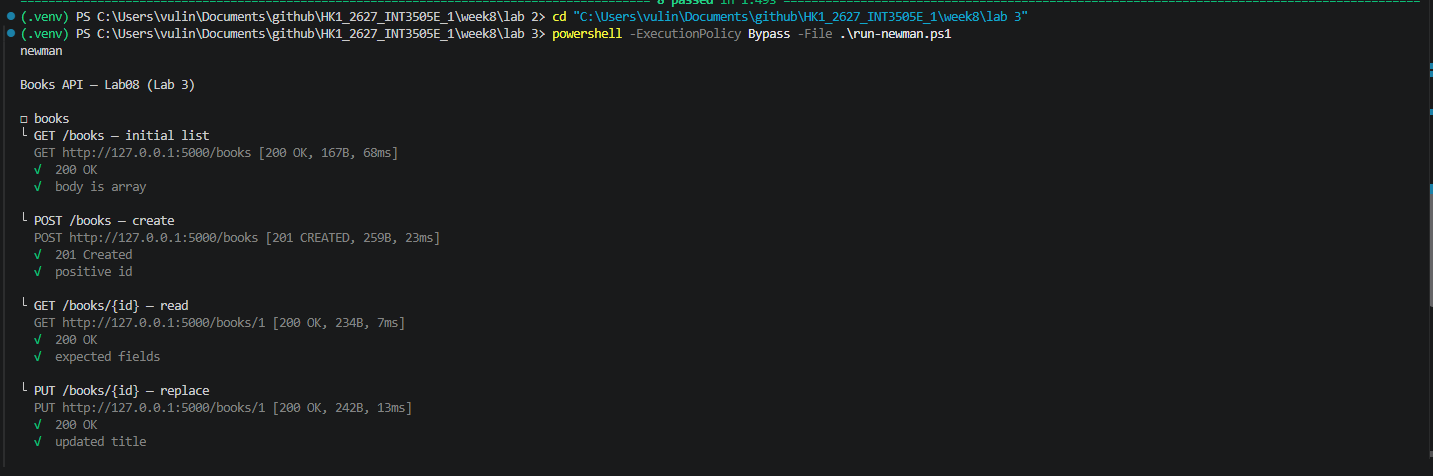 8 passed in 1.49s
(.venv) PS C:\Users\vulin\Documents\github\HK1_2627_INT3505E_1\week8\lab 2> cd "C:\Users\vulin\Documents\github\HK1_2627_INT3505E_1\week8\lab 3"
(.venv) PS C:\Users\vulin\Documents\github\HK1_2627_INT3505E_1\week8\lab 3> powershell -ExecutionPolicy Bypass -File .\run-newman.ps1
newman
Books API — Lab08 (Lab 3)
□ books
└ GET /books — initial list
GET http://127.0.0.1:5000/books [200 OK, 167B, 68ms]
√ 200 OK
√ body is array
└ POST /books — create
POST http://127.0.0.1:5000/books [201 CREATED, 259B, 23ms]
√ 201 Created
√ positive id
└ GET /books/{id} — read
GET http://127.0.0.1:5000/books/1 [200 OK, 234B, 7ms]
√ 200 OK
√ expected fields
└ PUT /books/{id} — replace
PUT http://127.0.0.1:5000/books/1 [200 OK, 242B, 13ms]
√ 200 OK
√ updated title